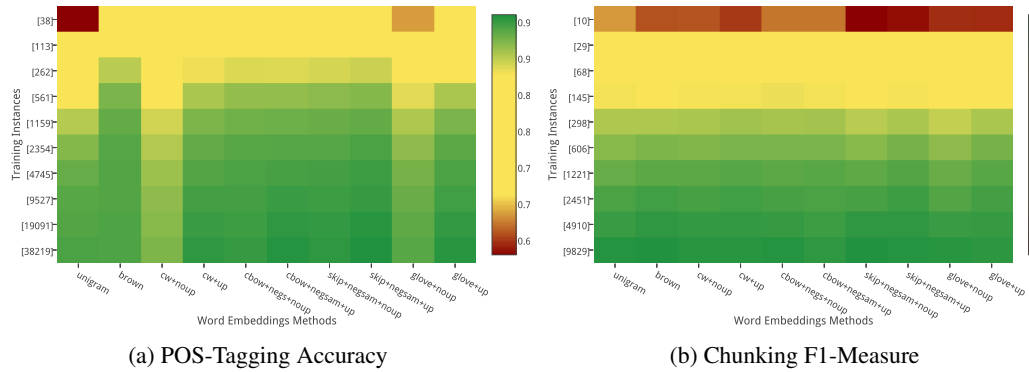 [38]
[113]
[262]
[561]
[1159]
[2354]
[4745]
[9527]
[19091]
[38219]
Training Instances
unigram
brown
cw+noup
cw+up
cbow+negs+noup
cbow+negsam+up
skip+negsam+noup
skip+negsam+up
glove+noup
glove+up
Word Embeddings Methods
0.9
0.9
0.8
0.8
0.7
0.7
0.6
(a) POS-Tagging Accuracy
[10]
[29]
[68]
[145]
[298]
[606]
[1221]
[2451]
[4910]
[9829]
Training Instances
unigram
brown
cw+noup
cw+up
cbow+negs+noup
cbow+negsam+up
skip+negsam+noup
skip+negsam+up
glove+noup
glove+up
Word Embeddings Methods
(b) Chunking F1-Measure